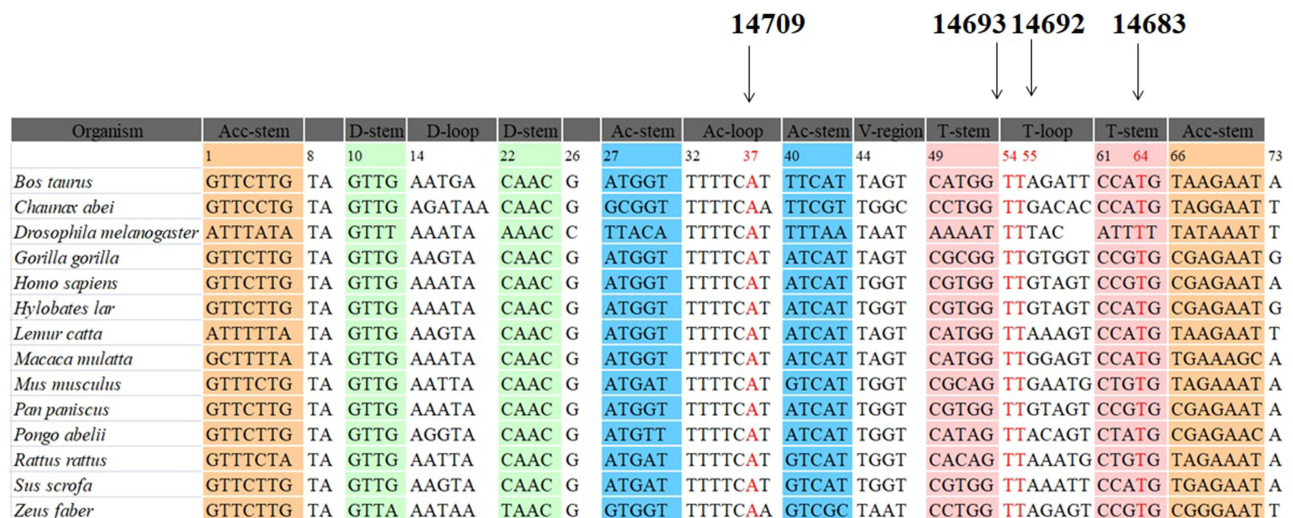 14709 14693 14692 14683
Organism Acc-stem D-stem D-loop D-stem Ac-stem Ac-loop Ac-stem V-region T-stem T-loop T-stem Acc-stem
1 8 10 14 22 26 27 32 37 40 44 49 54 55 61 64 66 73
Bos taurus GTTCTTG TA GTTG AATGA CAAC G ATGGT TTTTCAT TTCAT TAGT CATGG TTAGATT CCATG TAAGAAT A
Chaunax abei GTTCCTG TA GTTG AGATAA CAAC G GCGGT TTTTCAA TTCGT TGGC CCTGG TTGACAC CCATG TAGGAAT T
Drosophila melanogaster ATTTATA TA GTTT AAATA AAAC C TTACA TTTTCAT TTTAA TAAT AAAAT TTTAC ATTTT TATAAAT T
Gorilla gorilla GTTCTTG TA GTTG AAGTA CAAC G ATGGT TTTTCAT ATCAT TAGT CGCGG TTGTGGT CCGTG CGAGAAT G
Homo sapiens GTTCTTG TA GTTG AAATA CAAC G ATGGT TTTTCAT ATCAT TGGT CGTGG TTGTAGT CCGTG CGAGAAT A
Hylobates lar GTTCTTG TA GTTG AAGTA CAAC G ATGGT TTTTCAT ATCAT TAGT CGTGG TTGTAGT CCGTG CGAGAAT G
Lemur catta ATTTTTA TA GTTG AAGTA CAAC G ATGGT TTTTCAT ATCAT TAGT CATGG TTAAAGT CCATG TAAGAAT T
Macaca mulatta GCTTTTA TA GTTG AAATA CAAC G ATGGT TTTTCAT ATCAT TAGT CATGG TTGGAGT CCATG TGAAAGC A
Mus musculus GTTTCTG TA GTTG AATTA CAAC G ATGAT TTTTCAT GTCAT TGGT CGCAG TTGAATG CTGTG TAGAAAT A
Pan paniscus GTTCTTG TA GTTG AAATA CAAC G ATGGT TTTTCAT ATCAT TGGT CGTGG TTGTAGT CCGTG CGAGAAT A
Pongo abelii GTTCTTG TA GTTG AGGTA CAAC G ATGTT TTTTCAT ATCAT TGGT CATAG TTACAGT CTATG CGAGAAC A
Rattus rattus GTTTCTA TA GTTG AATTA CAAC G ATGAT TTTTCAT GTCAT TGGT CACAG TTAAATG CTGTG TAGAAAT A
Sus scrofa GTTCTTG TA GTTG AAGTA CAAC G ATGAT TTTTCAT GTCAT TGGT CGTGG TTAAATT CCATG TGAGAAT A
Zeus faber GTTCTTG TA GTTA AAATA TAAC G GTGGT TTTTCAA GTCGC TAAT CCTGG TTAGAGT CCATG CGGGAAT T